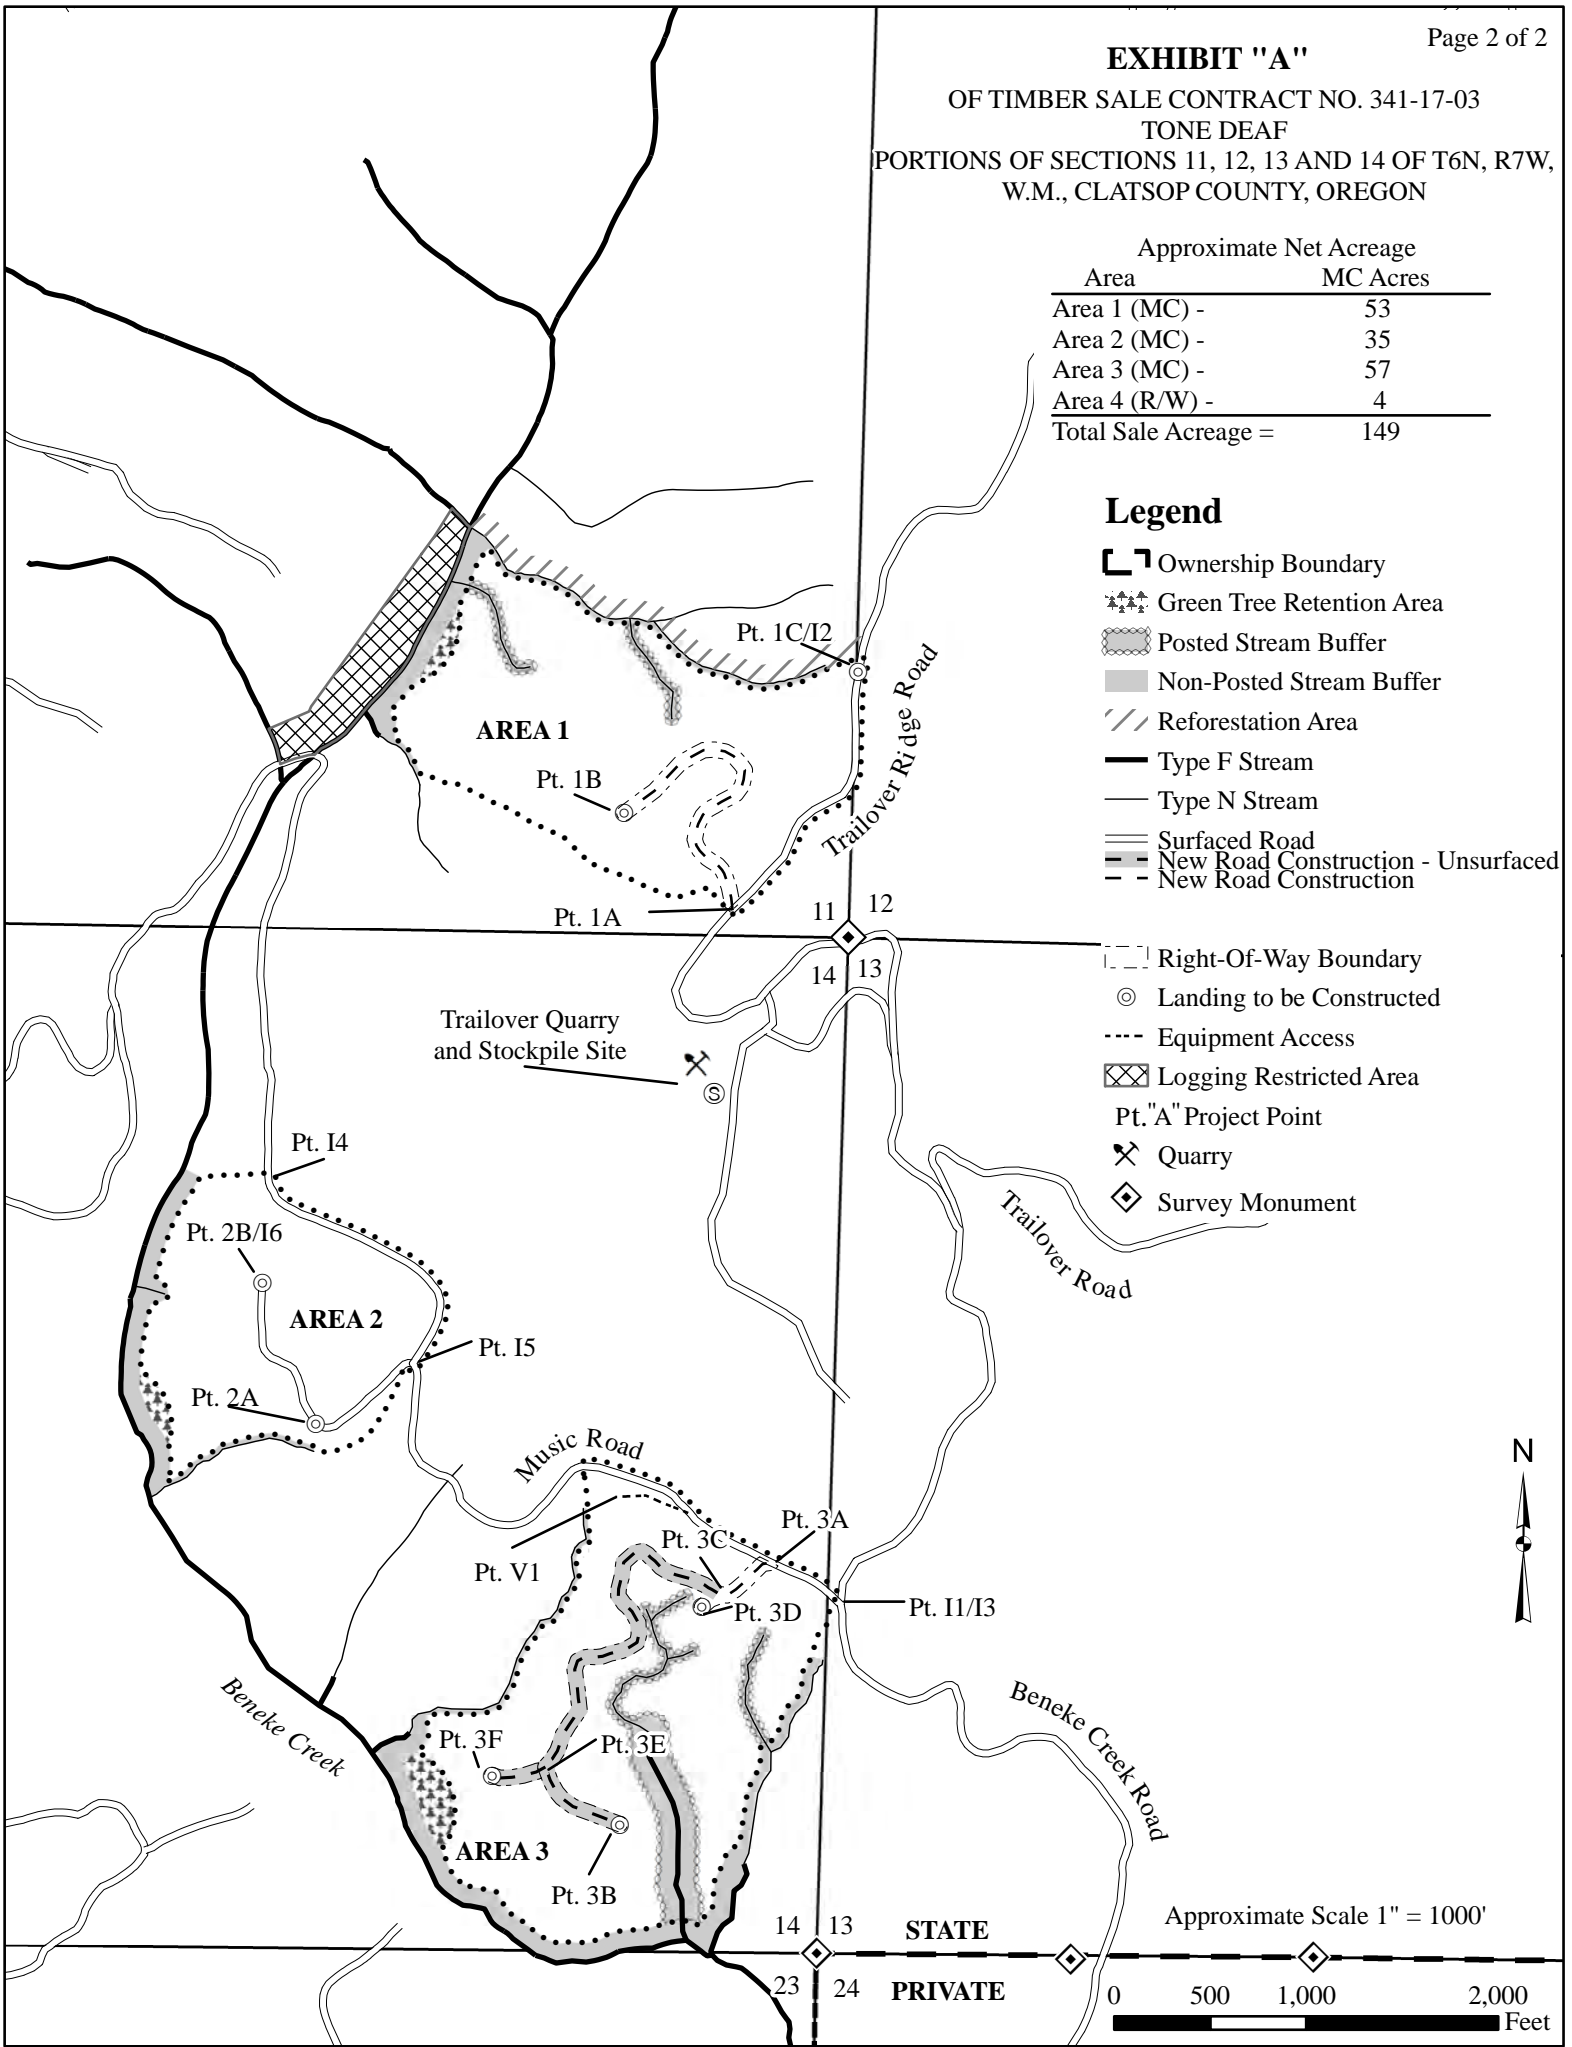 Page 2 of 2
EXHIBIT "A"
OF TIMBER SALE CONTRACT NO. 341-17-03
TONE DEAF
PORTIONS OF SECTIONS 11, 12, 13 AND 14 OF T6N, R7W,
W.M., CLATSOP COUNTY, OREGON
Approximate Net Acreage
Area MC Acres
Area 1 (MC) - 53
Area 2 (MC) - 35
Area 3 (MC) - 57
Area 4 (R/W) - 4
Total Sale Acreage = 149
Legend
Ownership Boundary
Green Tree Retention Area
Posted Stream Buffer
Non-Posted Stream Buffer
Reforestation Area
Type F Stream
Type N Stream
Surfaced Road
New Road Construction - Unsurfaced
New Road Construction
Right-Of-Way Boundary
Landing to be Constructed
Equipment Access
Logging Restricted Area
Pt."A" Project Point
Quarry
Survey Monument
Pt. 1C/I2
AREA 1
Pt. 1B
Trailover Ridge Road
Pt. 1A
11 12
14 13
Trailover Quarry
and Stockpile Site
S
Pt. I4
Pt. 2B/I6
AREA 2
Pt. I5
Pt. 2A
Trailover Road
Music Road
Pt. 3A
Pt. 3C
Pt. V1
Pt. 3D
Pt. I1/I3
Beneke Creek
Beneke Creek Road
Pt. 3F
Pt. 3E
AREA 3
Pt. 3B
N
14 13
23 24
STATE
PRIVATE
Approximate Scale 1" = 1000'
0 500 1,000 2,000
Feet